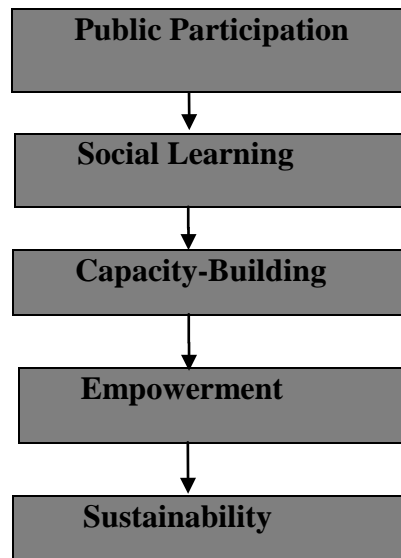 Public Participation
Social Learning
Capacity-Building
Empowerment
Sustainability